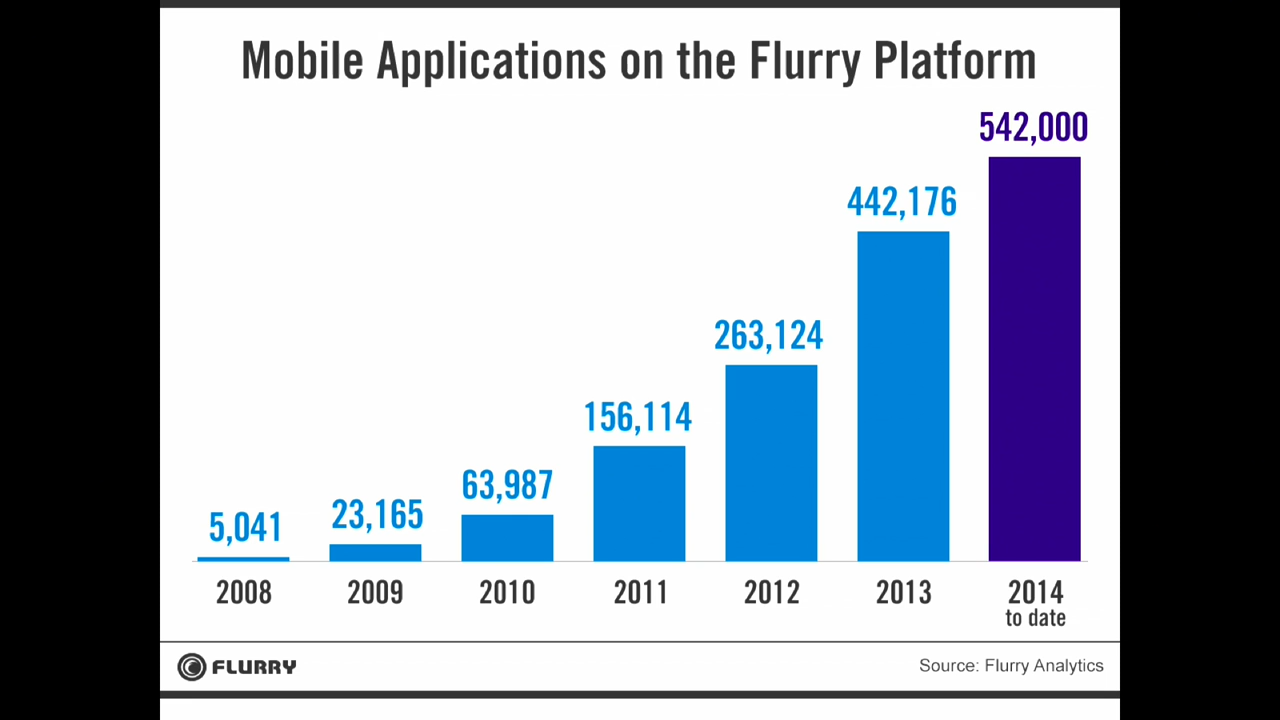 Mobile Applications on the Flurry Platform
542,000
442,176
263,124
156,114
63,987
23,165
5,041
2008 2009 2010 2011 2012 2013 2014
to date
FLURRY Source: Flurry Analytics